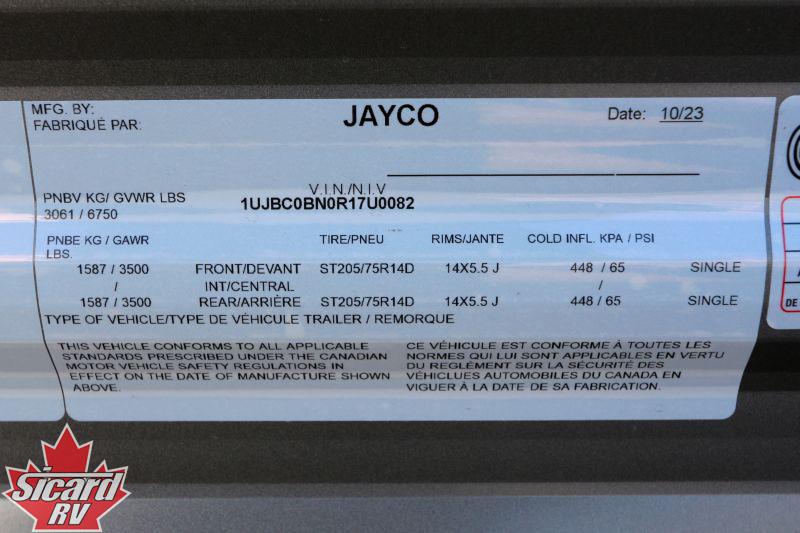 MFG. BY:
FABRIQUÉ PAR:
JAYCO
Date: 10/23
PNBV KG/ GVWR LBS
3061 / 6750
V.I.N./N.I.V
1UJBC0BN0R17U0082
PNBE KG / GAWR LBS. TIRE/PNEU RIMS/JANTE COLD INFL. KPA / PSI
1587 / 3500 FRONT/DEVANT ST205/75R14D 14X5.5 J 448 / 65 SINGLE
/ INT/CENTRAL /
1587 / 3500 REAR/ARRIÈRE ST205/75R14D 14X5.5 J 448 / 65 SINGLE
TYPE OF VEHICLE/TYPE DE VÉHICULE TRAILER / REMORQUE
THIS VEHICLE CONFORMS TO ALL APPLICABLE
STANDARDS PRESCRIBED UNDER THE CANADIAN
MOTOR VEHICLE SAFETY REGULATIONS IN
EFFECT ON THE DATE OF MANUFACTURE SHOWN
ABOVE.
CE VÉHICULE EST CONFORME À TOUTES LES
NORMES QUI LUI SONT APPLICABLES EN VERTU
DU RÈGLEMENT SUR LA SÉCURITÉ DES
VÉHICLUES AUTOMOBILES DU CANADA EN
VIGUER À LA DATE DE SA FABRICATION.
DE
Sicard
RV